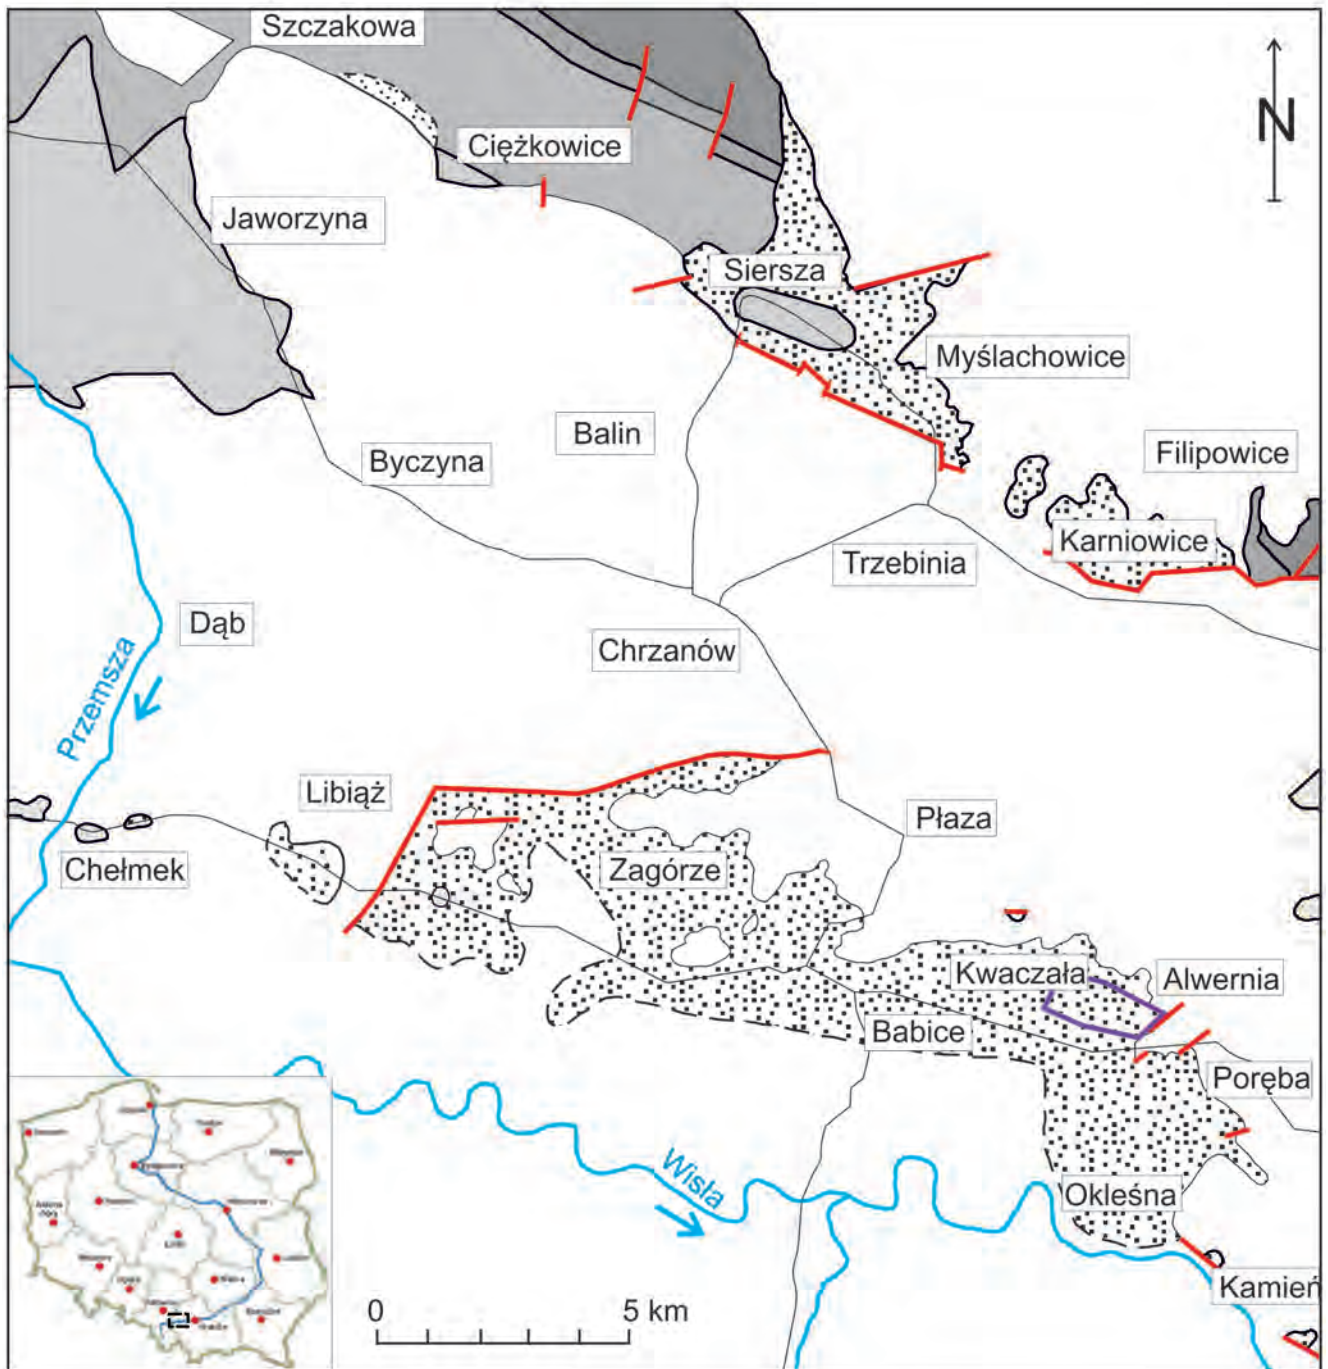 Szczakowa
N
Ciężkowice
Jaworzyna
Siersza
Myślachowice
Balin
Byczyna
Filipowice
Karniowice
Trzebinia
Dąb
Chrzanów
Przemsza
Libiąż
Płaza
Zagórze
Chełmek
Kwaczała
Alwernia
Babice
Poręba
Wisła
Okleśna
Kamień
0 5 km